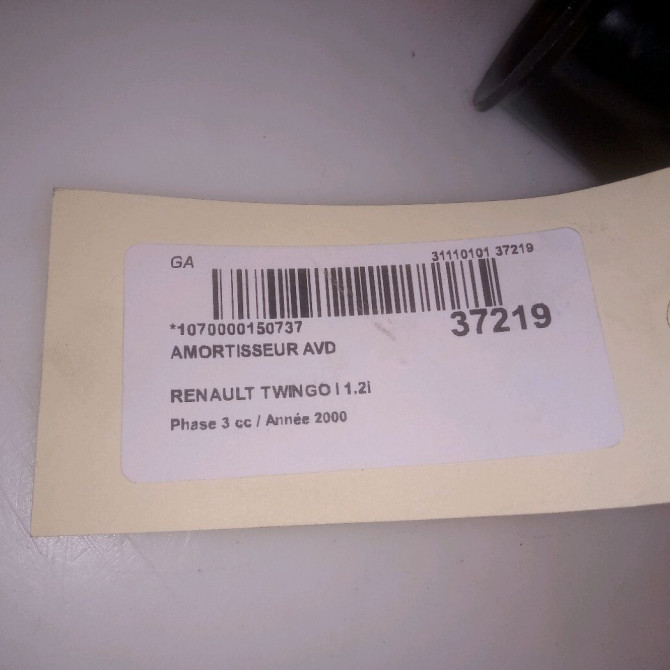 GA
31110101 37219
*1070000150737
37219
AMORTISSEUR AVD
RENAULT TWINGO I 1.2i
Phase 3 cc / Année 2000